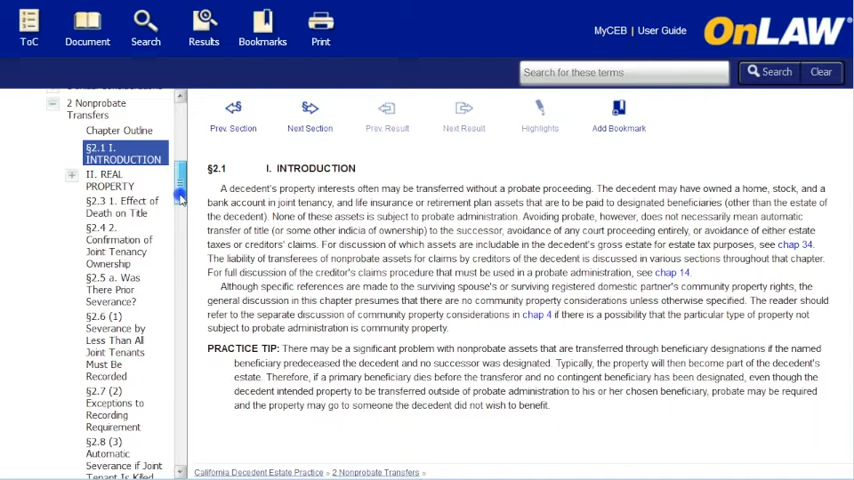 ToC
Document
Search
Results
Bookmarks
Print
MyCEB | User Guide
OnLAW
Search for these terms
Search
Clear
2 Nonprobate
Transfers
Chapter Outline
§2.1 I.
INTRODUCTION
II. REAL
PROPERTY
§2.3 1. Effect of
Death on Title
§2.4 2.
Confirmation of
Joint Tenancy
Ownership
§2.5 a. Was
There Prior
Severance?
§2.6 (1)
Severance by
Less Than All
Joint Tenants
Must Be
Recorded
§2.7 (2)
Exceptions to
Recording
Requirement
§2.8 (3)
Automatic
Severance if Joint
Tenant Is Killed
Prev. Section
Next Section
Prev. Result
Next Result
Highlights
Add Bookmark
§2.1 I. INTRODUCTION
A decedent's property interests often may be transferred without a probate proceeding. The decedent may have owned a home, stock, and a
bank account in joint tenancy, and life insurance or retirement plan assets that are to be paid to designated beneficiaries (other than the estate of
the decedent). None of these assets is subject to probate administration. Avoiding probate, however, does not necessarily mean automatic
transfer of title (or some other indicia of ownership) to the successor, avoidance of any court proceeding entirely, or avoidance of either estate
taxes or creditors' claims. For discussion of which assets are includable in the decedent's gross estate for estate tax purposes, see chap 34.
The liability of transferees of nonprobate assets for claims by creditors of the decedent is discussed in various sections throughout that chapter.
For full discussion of the creditor's claims procedure that must be used in a probate administration, see chap 14.
Although specific references are made to the surviving spouse's or surviving registered domestic partner's community property rights, the
general discussion in this chapter presumes that there are no community property considerations unless otherwise specified. The reader should
refer to the separate discussion of community property considerations in chap 4 if there is a possibility that the particular type of property not
subject to probate administration is community property.
PRACTICE TIP: There may be a significant problem with nonprobate assets that are transferred through beneficiary designations if the named
beneficiary predeceased the decedent and no successor was designated. Typically, the property will then become part of the decedent's
estate. Therefore, if a primary beneficiary dies before the transferor and no contingent beneficiary has been designated, even though the
decedent intended property to be transferred outside of probate administration to his or her chosen beneficiary, probate may be required
and the property may go to someone the decedent did not wish to benefit.
California Decedent Estate Practice » 2 Nonprobate Transfers »